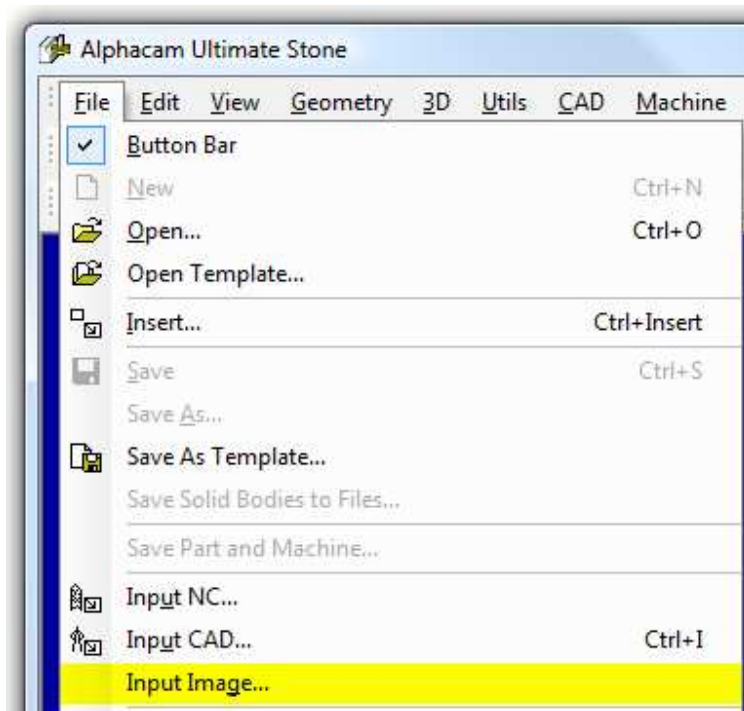 Alphacam Ultimate Stone
File Edit View Geometry 3D Utils CAD Machine
Button Bar
New Ctrl+N
Open... Ctrl+O
Open Template...
Insert... Ctrl+Insert
Save Ctrl+S
Save As...
Save As Template...
Save Solid Bodies to Files...
Save Part and Machine...
Input NC...
Input CAD... Ctrl+I
Input Image...